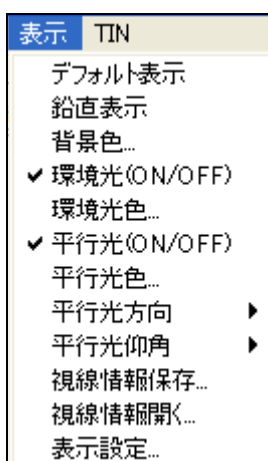 表示 TIN
デフォルト表示
鉛直表示
背景色...
環境光(ON/OFF)
環境光色...
平行光(ON/OFF)
平行光色...
平行光方向
平行光仰角
視線情報保存...
視線情報開く...
表示設定...